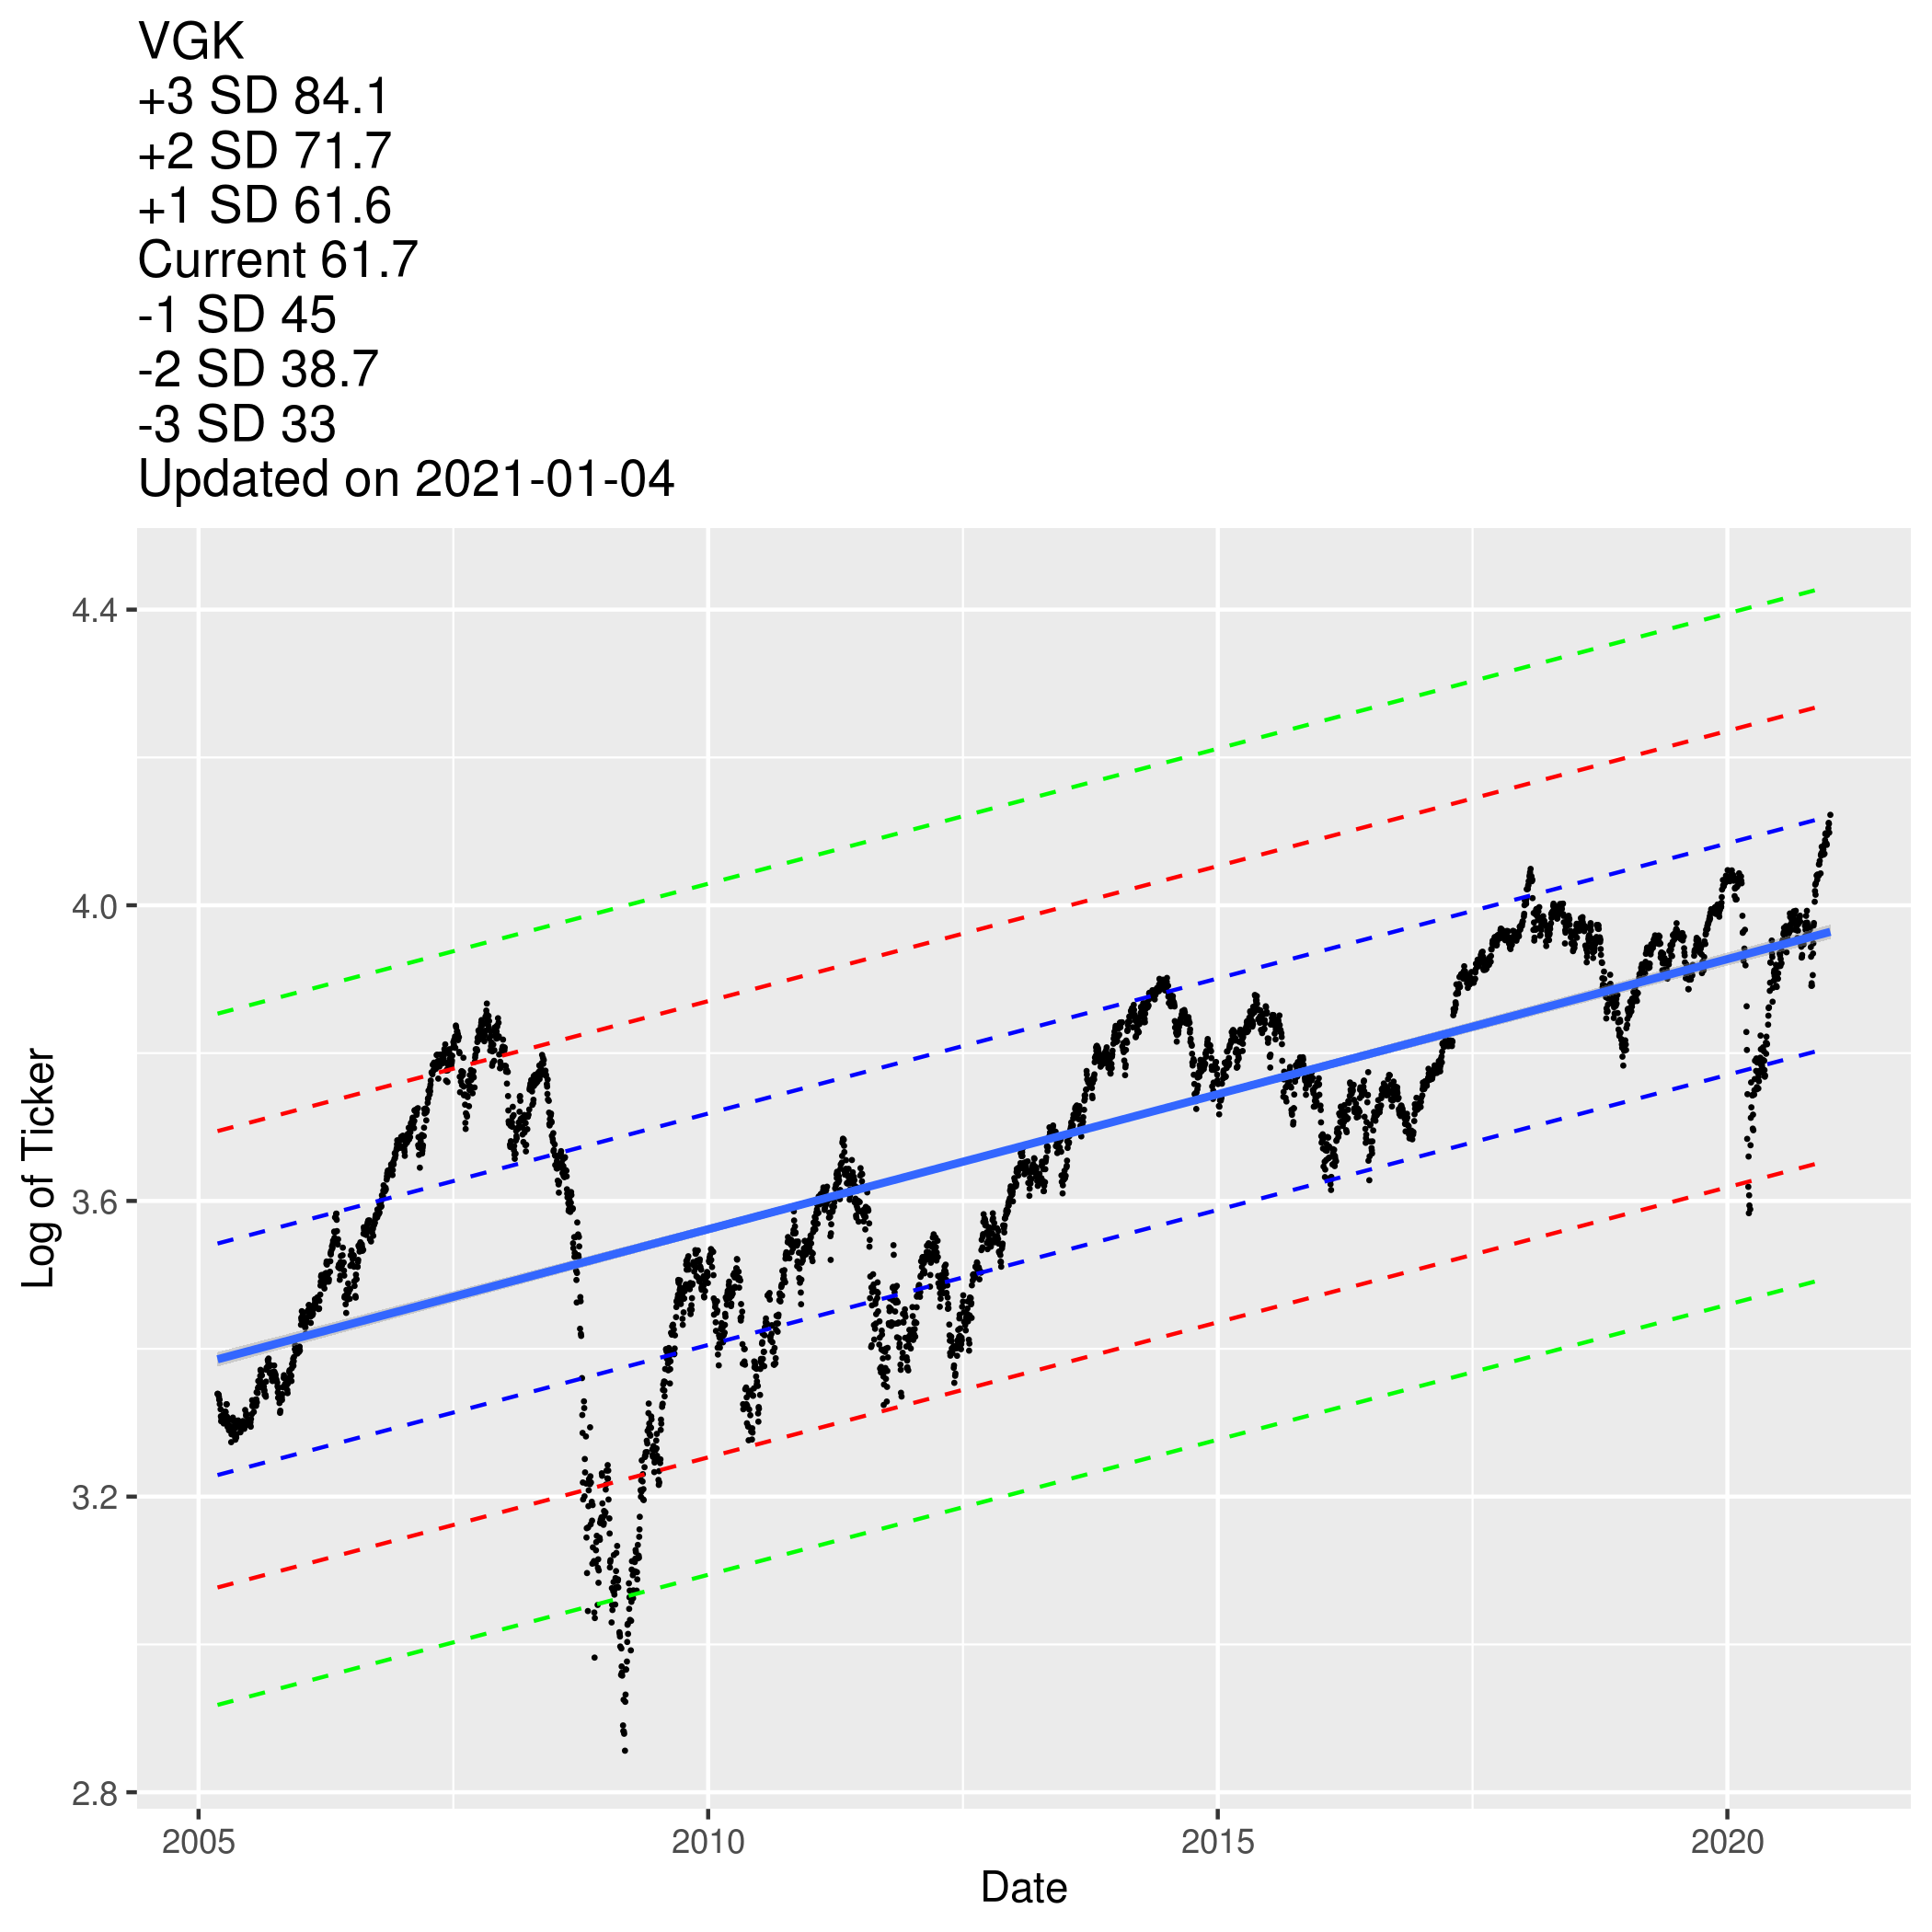 VGK
+3 SD 84.1
+2 SD 71.7
+1 SD 61.6
Current 61.7
-1 SD 45
-2 SD 38.7
-3 SD 33
Updated on 2021-01-04
4.4
4.0
3.6
3.2
2.8
Log of Ticker
2005 2010 2015 2020
Date